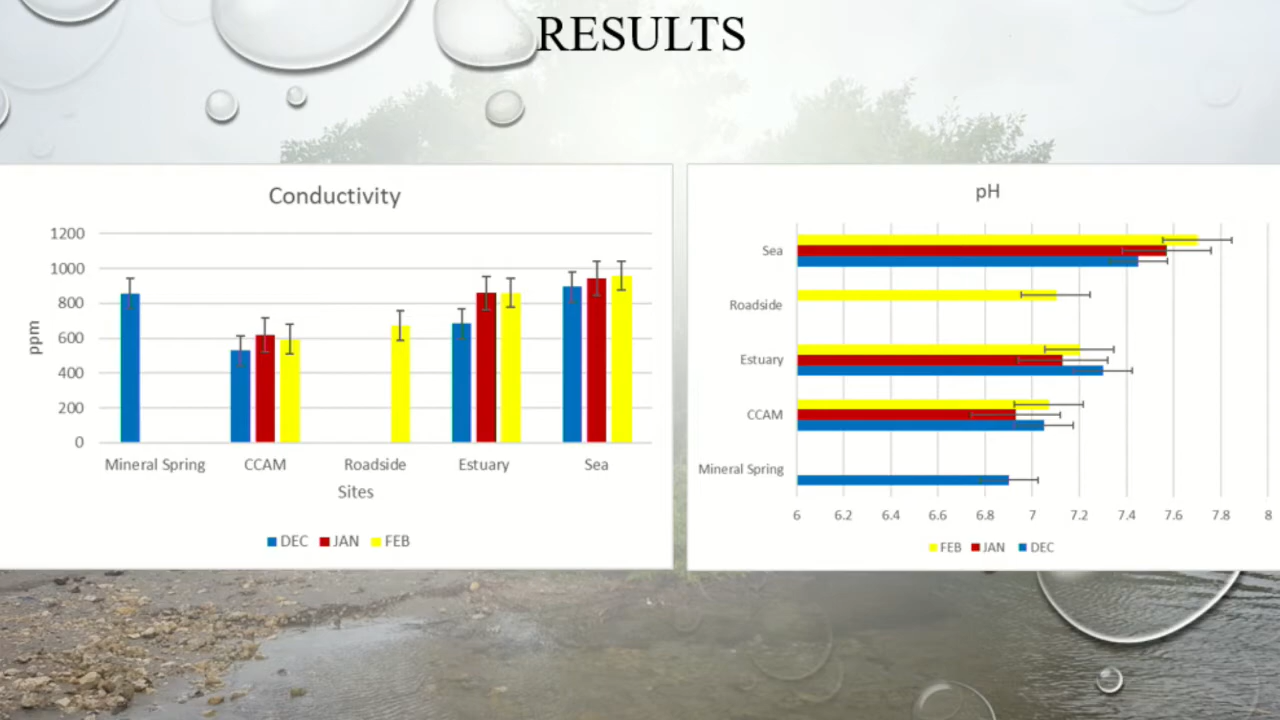 RESULTS
Conductivity
1200
1000
800
600
400
200
0
ppm
Mineral Spring CCAM Roadside Estuary Sea
Sites
DEC JAN FEB
pH
Sea
Roadside
Estuary
CCAM
Mineral Spring
6 6.2 6.4 6.6 6.8 7 7.2 7.4 7.6 7.8 8
FEB JAN DEC